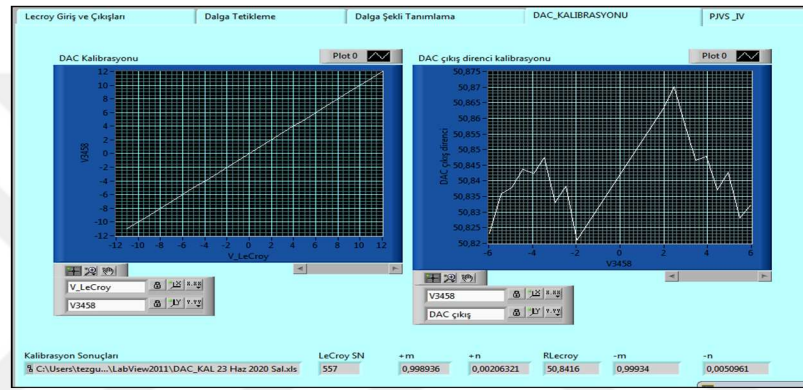 Lecroy Giriş ve Çıkışları
Dalga Tetikleme
Dalga Şekli Tanımlama
DAC_KALIBRASYONU
PJVS _IV
DAC Kalibrasyonu
Plot 0
V3458
12
10
8
6
4
2
0
-2
-4
-6
-8
-10
-12
-12 -10 -8 -6 -4 -2 0 2 4 6 8 10 12
V_LeCroy
V_LeCroy
V3458
DAC çıkış direnci kalibrasyonu
Plot 0
DAC çıkış direnci
50,875
50,87
50,865
50,86
50,855
50,85
50,845
50,84
50,835
50,83
50,825
50,82
-6 -4 -2 0 2 4 6
V3458
V3458
DAC çıkış
Kalibrasyon Sonuçları
C:\Users\tezgu...\LabView2011\DAC_KAL 23 Haz 2020 Sal.xls
LeCroy SN
557
+m
0,998936
+n
0,00206321
RLecroy
50,8416
-m
0,99934
-n
0,0050961